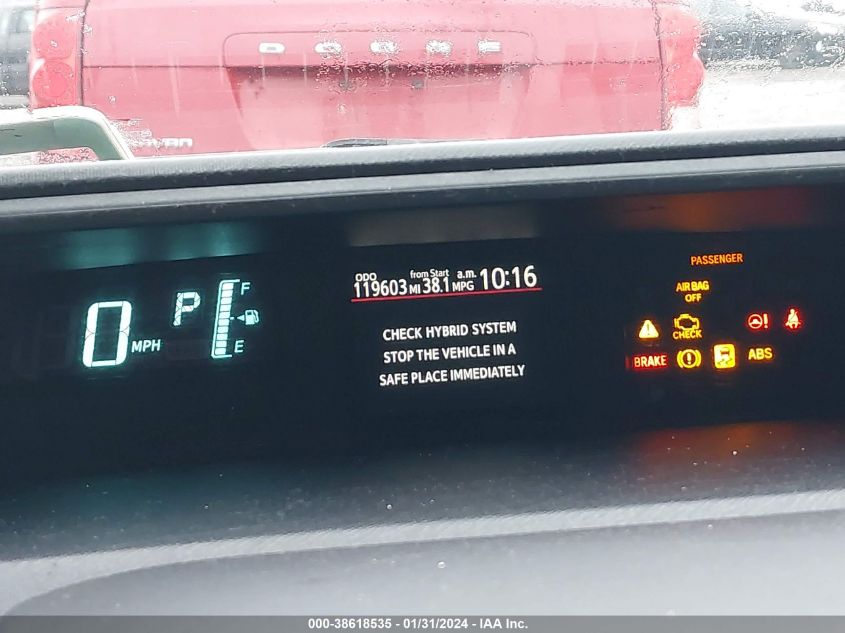 DODGE
0 MPH
P
F
E
ODO 119603 MI
from Start 38.1 MPG
a.m. 10:16
CHECK HYBRID SYSTEM
STOP THE VEHICLE IN A
SAFE PLACE IMMEDIATELY
PASSENGER
AIR BAG
OFF
CHECK
BRAKE
ABS
000-38618535 - 01/31/2024 - IAA Inc.